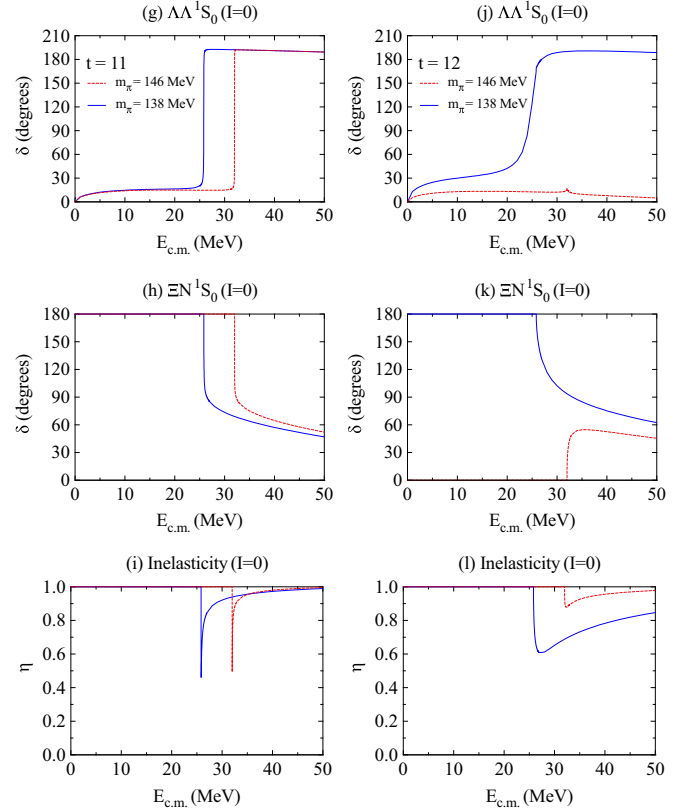 (g) ΛΛ ¹S₀ (I=0)
210
180
150
120
90
60
30
0
δ (degrees)
t = 11
mπ = 146 MeV
mπ = 138 MeV
0 10 20 30 40 50
E_c.m. (MeV)
(j) ΛΛ ¹S₀ (I=0)
210
180
150
120
90
60
30
0
δ (degrees)
t = 12
mπ = 146 MeV
mπ = 138 MeV
0 10 20 30 40 50
E_c.m. (MeV)
(h) ΞN ¹S₀ (I=0)
180
150
120
90
60
30
0
δ (degrees)
0 10 20 30 40 50
E_c.m. (MeV)
(k) ΞN ¹S₀ (I=0)
180
150
120
90
60
30
0
δ (degrees)
0 10 20 30 40 50
E_c.m. (MeV)
(i) Inelasticity (I=0)
1.0
0.8
0.6
0.4
0.2
0.0
η
0 10 20 30 40 50
E_c.m. (MeV)
(l) Inelasticity (I=0)
1.0
0.8
0.6
0.4
0.2
0.0
η
0 10 20 30 40 50
E_c.m. (MeV)